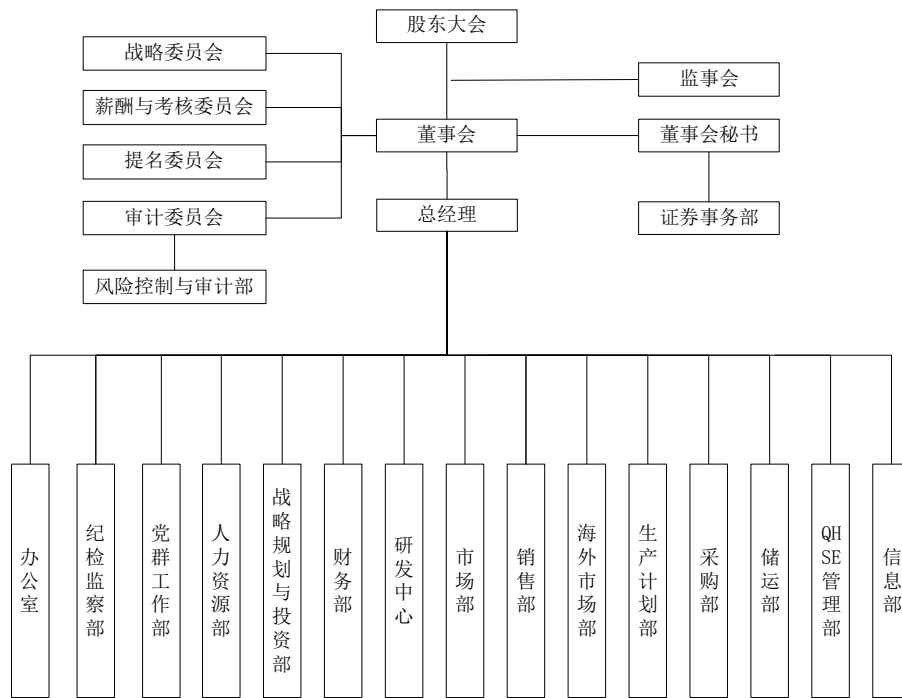 股东大会
战略委员会
监事会
薪酬与考核委员会
董事会
董事会秘书
提名委员会
审计委员会
总经理
证券事务部
风险控制与审计部
办公室
纪检监察部
党群工作部
人力资源部
战略规划与投资部
财务部
研发中心
市场部
销售部
海外市场部
生产计划部
采购部
储运部
QHSE管理部
信息部